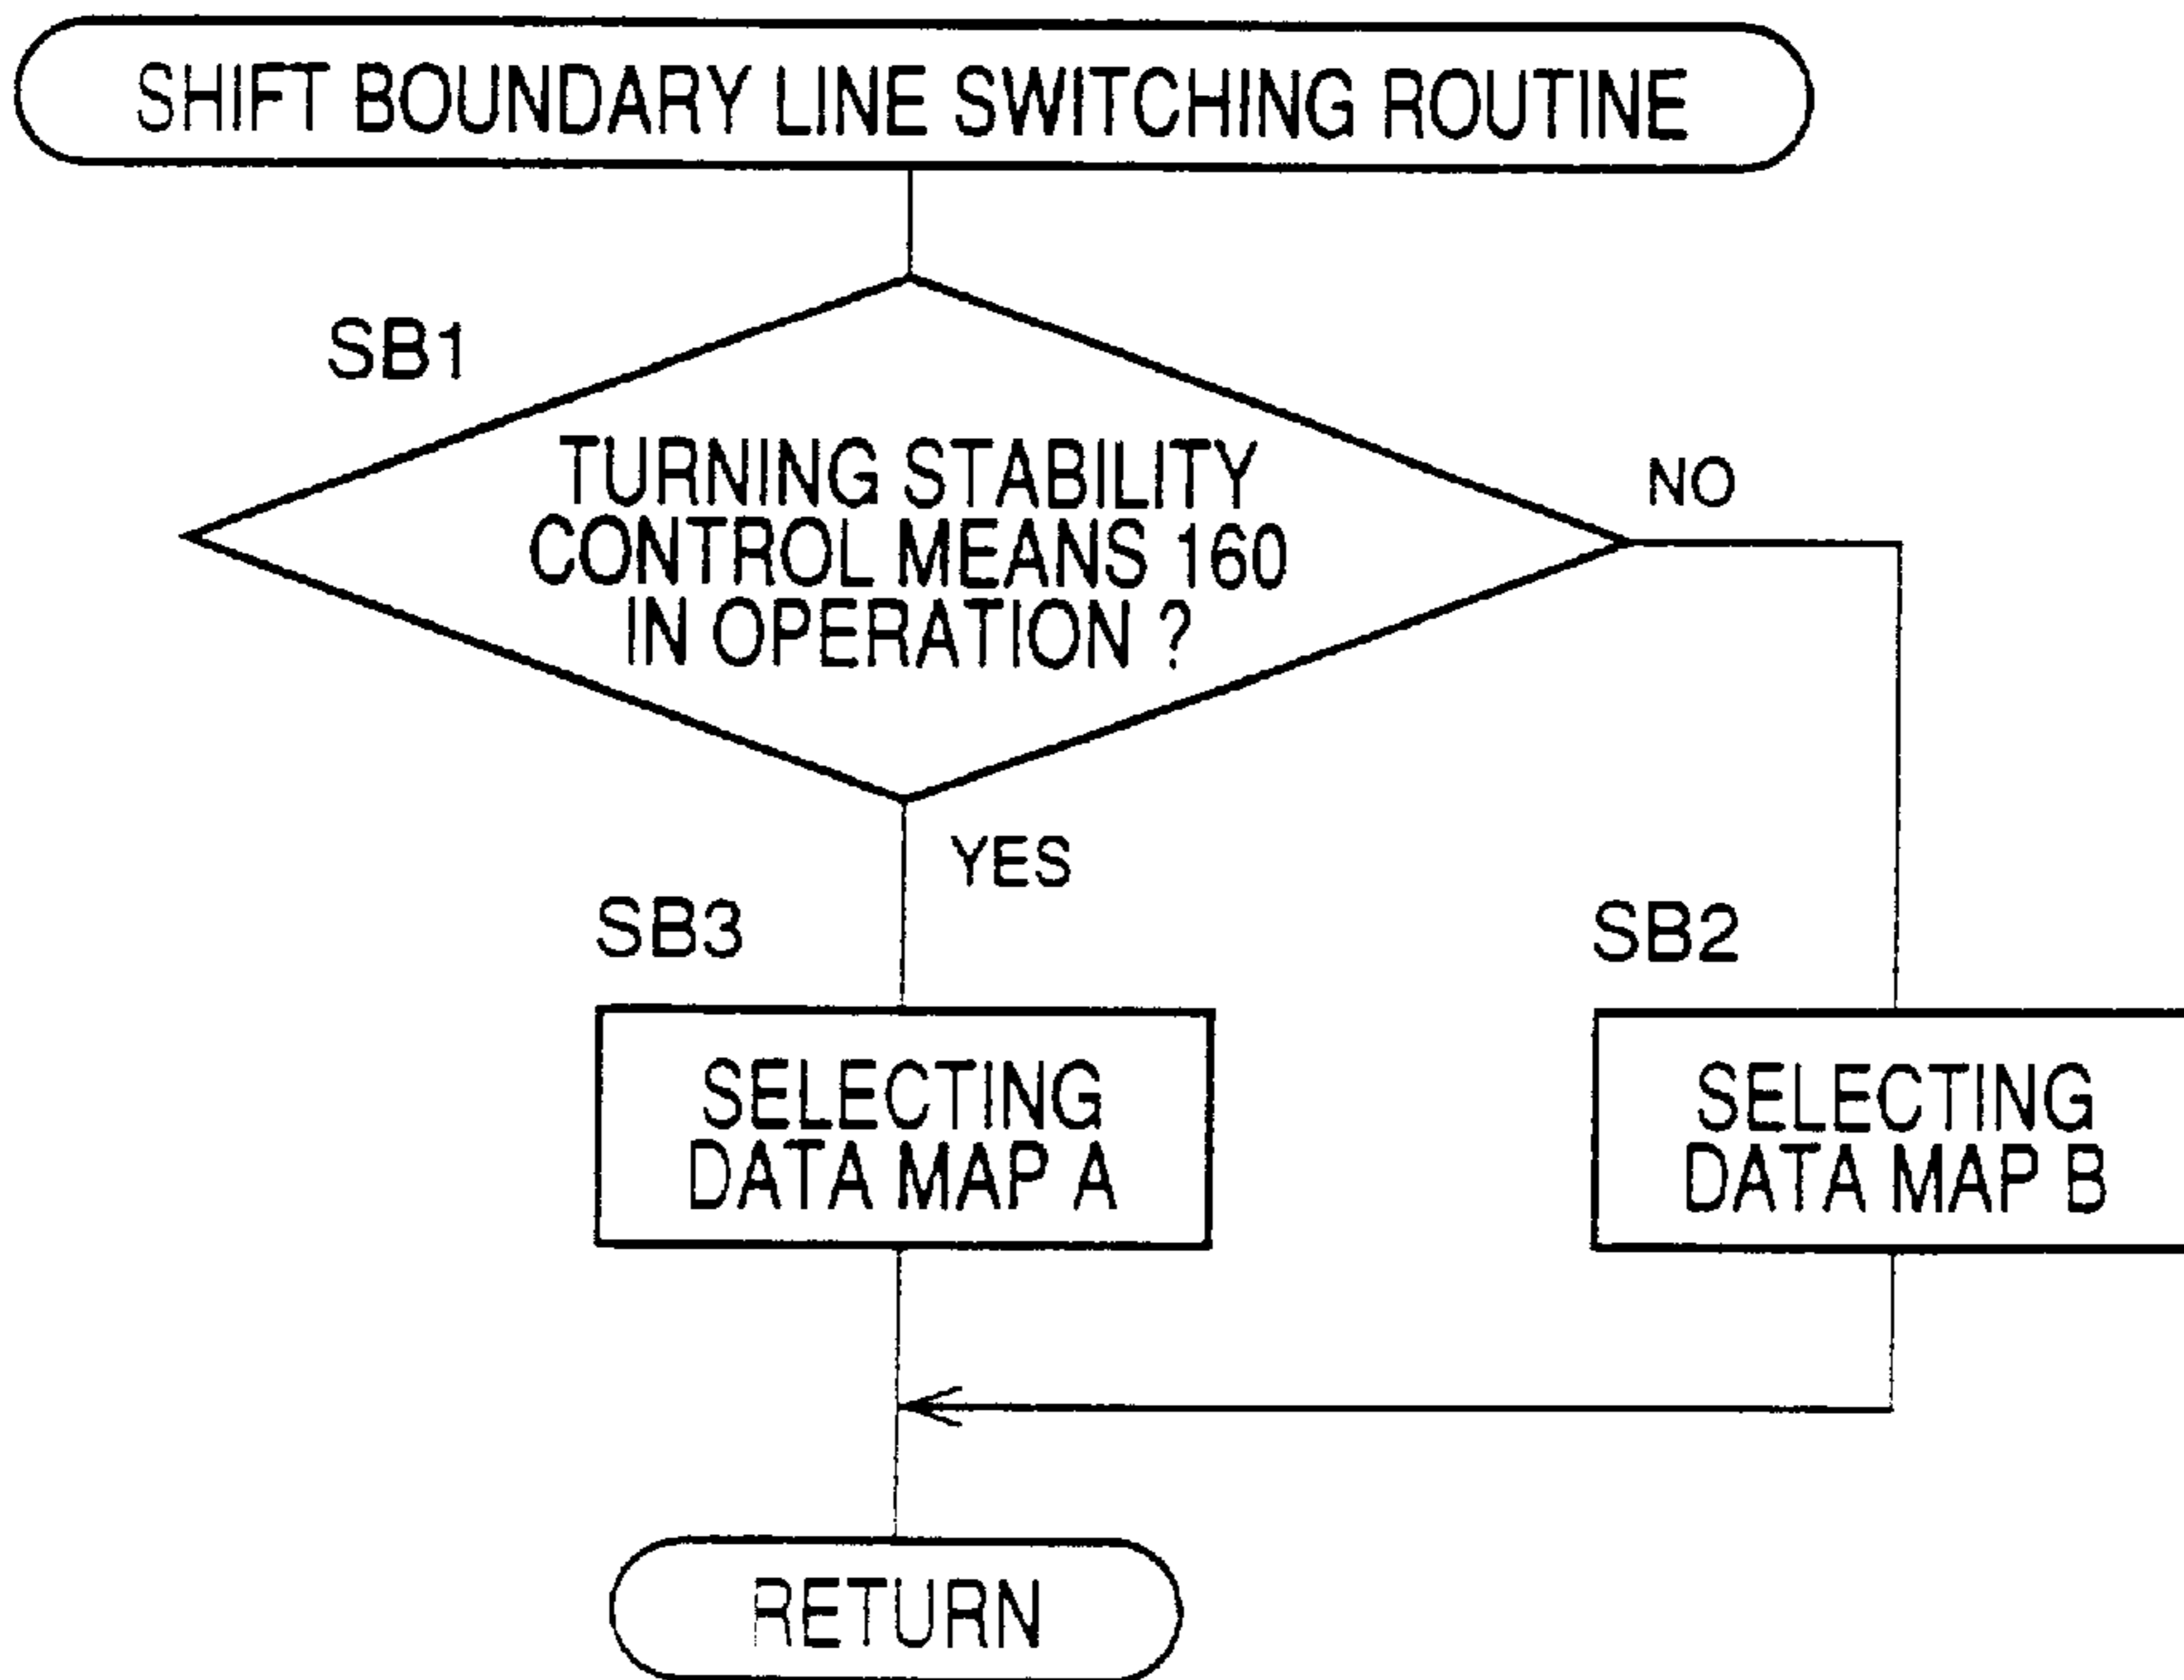 SHIFT BOUNDARY LINE SWITCHING ROUTINE
SB1
TURNING STABILITY
CONTROL MEANS 160
IN OPERATION ?
NO
YES
SB3
SB2
SELECTING
DATA MAP A
SELECTING
DATA MAP B
RETURN